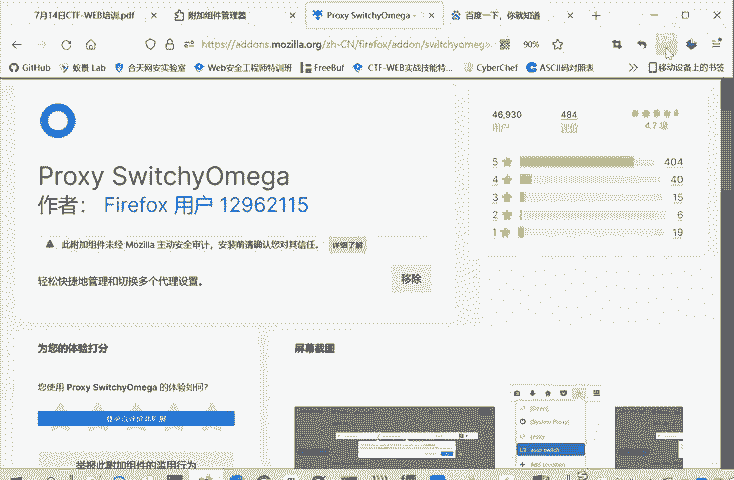 7月14日CTF-WEB培训.pdf
附加组件管理器
Proxy SwitchyOmega -
百度一下，你就知道
https://addons.mozilla.org/zh-CN/firefox/addon/switchyomega
90%
GitHub
蚁景 Lab
合天网安实验室
Web安全工程师特训班
FreeBuf
CTF-WEB实战技能特...
CyberChef
ASCII码对照表
移动设备上的书签
Proxy SwitchyOmega
作者： Firefox 用户 12962115
此附加组件未经 Mozilla 主动安全审计，安装前请确认您对其信任。 详细了解
轻松快捷地管理和切换多个代理设置。
移除
46,930
用户
484
评价
4.7 星
5 404
4 40
3 15
2 6
1 19
为您的体验打分
您使用 Proxy SwitchyOmega 的体验如何？
举报此附加组件的滥用行为
屏幕截图
[Direct]
[System Proxy]
proxy
auto switch